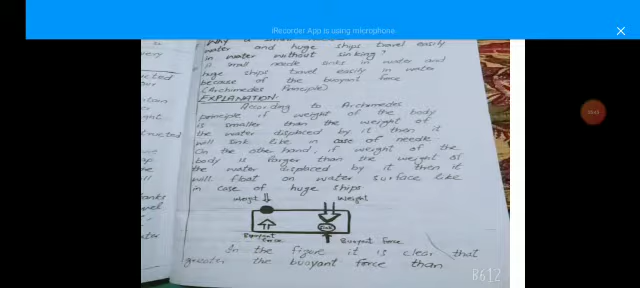 iRecorder App is using microphone
water and huge ships travel easily
in water without sinking?
A small needle sinks in water and
huge ships travel easily in water
because of the buoyant force
(Archimedes Principle)
EXPLANATION:
According to Archimedes
principle if weight of the body
is smaller than the weight of
the water displaced by it then it
will sink like in case of needle
On the other hand, if weight of the
body is larger than the weight of
the water displaced by it then it
will float on water surface like
in case of huge ships
Weight Weight
Buoyant force Buoyant Force
In the figure it is clear that
greater the buoyant force than
8612